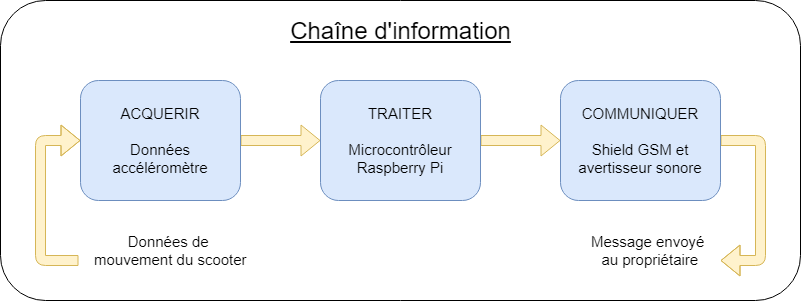 Chaîne d'information
ACQUERIR
Données
accéléromètre
TRAITER
Microcontrôleur
Raspberry Pi
COMMUNIQUER
Shield GSM et
avertisseur sonore
Données de
mouvement du scooter
Message envoyé
au propriétaire